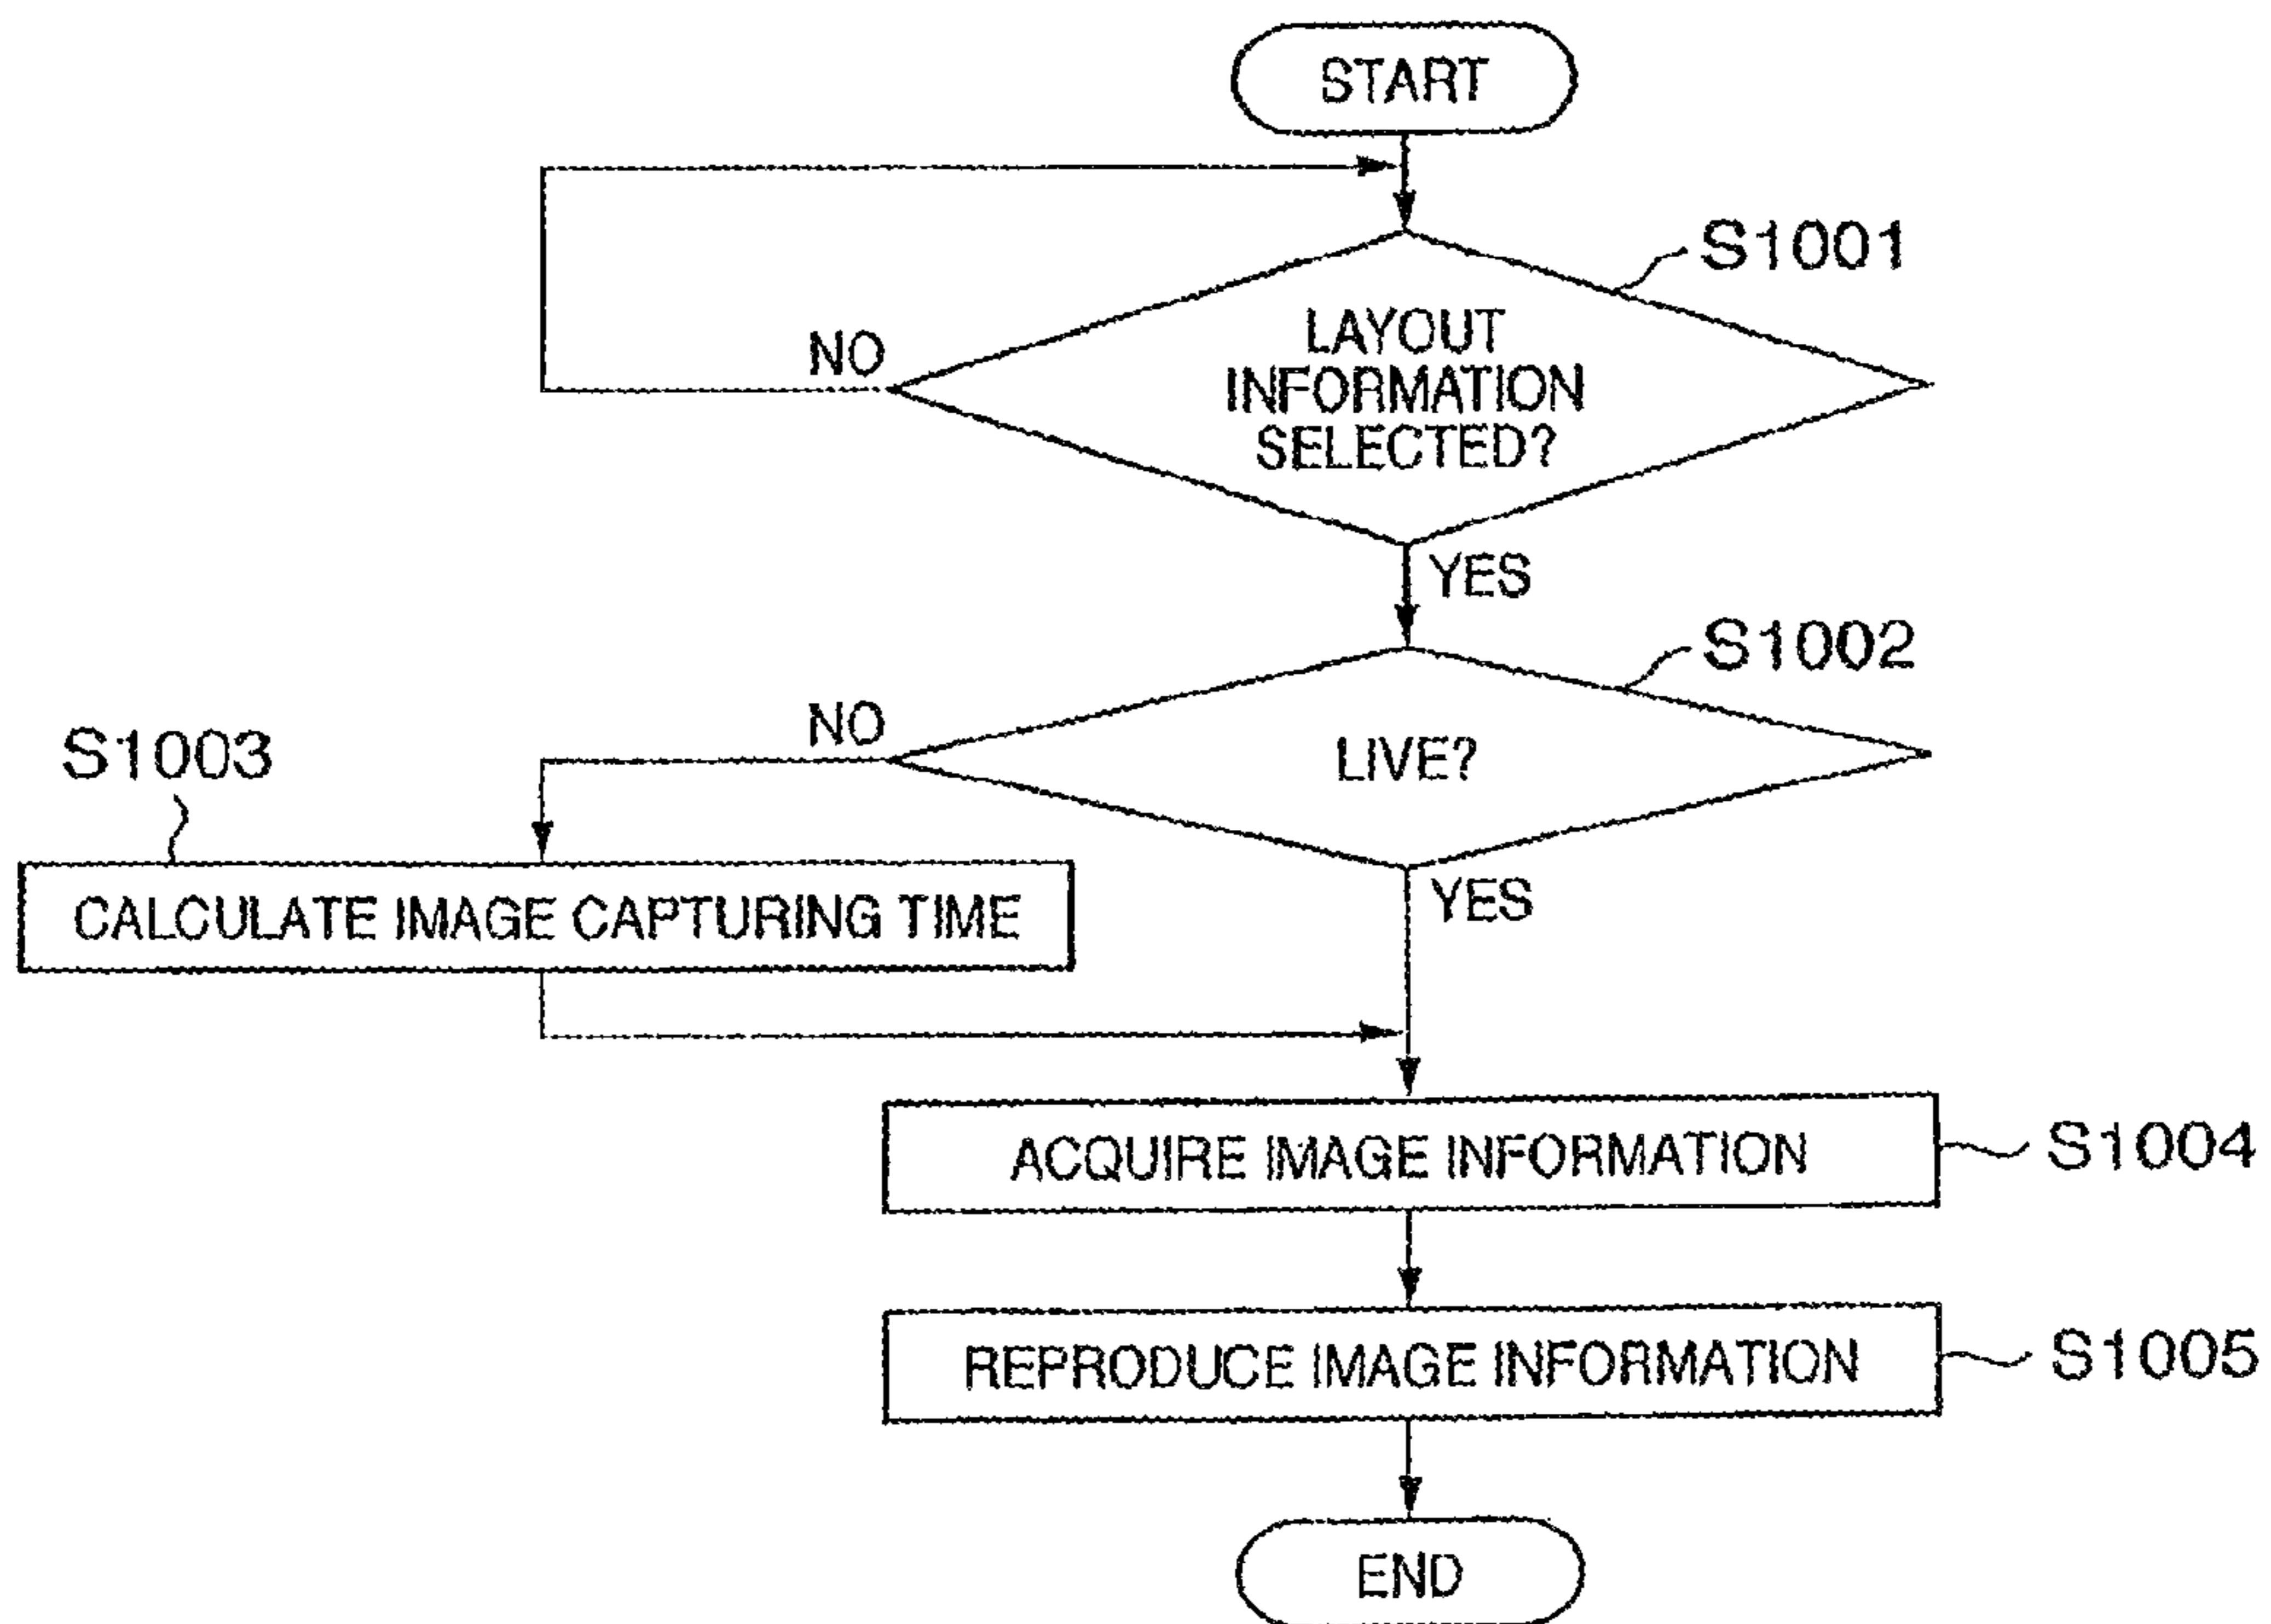 START
S1001
LAYOUT
INFORMATION
SELECTED?
NO
YES
S1002
LIVE?
NO
YES
S1003
CALCULATE IMAGE CAPTURING TIME
ACQUIRE IMAGE INFORMATION
S1004
REPRODUCE IMAGE INFORMATION
S1005
END